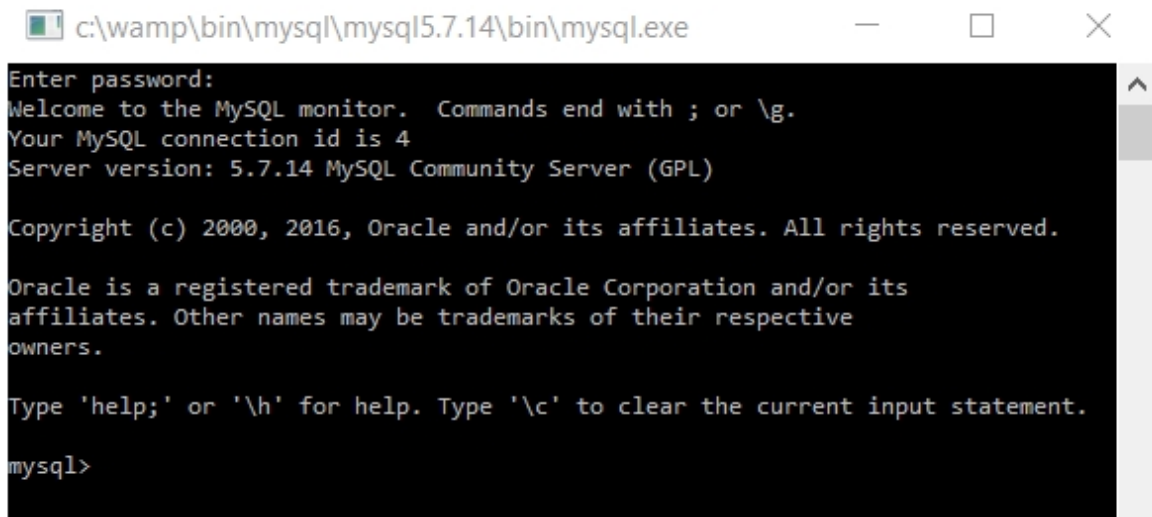 c:\wamp\bin\mysql\mysql5.7.14\bin\mysql.exe
Enter password:
Welcome to the MySQL monitor.  Commands end with ; or \g.
Your MySQL connection id is 4
Server version: 5.7.14 MySQL Community Server (GPL)
Copyright (c) 2000, 2016, Oracle and/or its affiliates. All rights reserved.
Oracle is a registered trademark of Oracle Corporation and/or its
affiliates. Other names may be trademarks of their respective
owners.
Type 'help;' or '\h' for help. Type '\c' to clear the current input statement.
mysql>